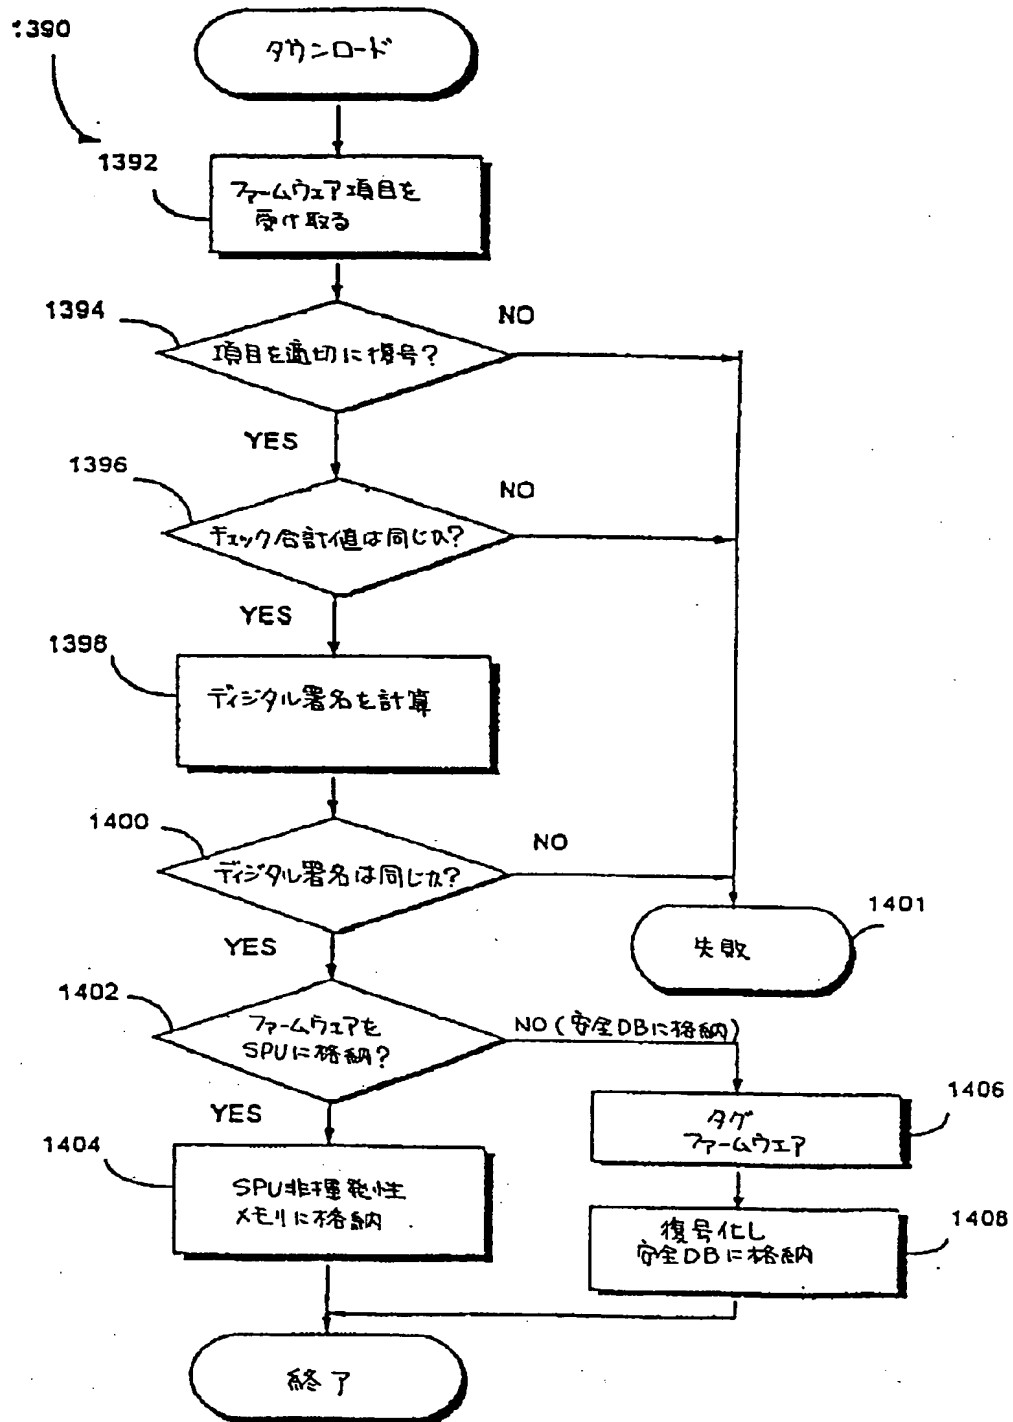 1390
ダウンロード
1392
ファームウェア項目を
受け取る
1394
項目を適切に復号?
NO
YES
1396
チェック合計値は同じか?
NO
YES
1398
ディジタル署名を計算
1400
ディジタル署名は同じか?
NO
YES
失敗
1401
1402
ファームウェアを
SPUに格納?
NO(安全DBに格納)
YES
1404
SPU非揮発性
メモリに格納
タグ
ファームウェア
1406
復号化し
安全DBに格納
1408
終了